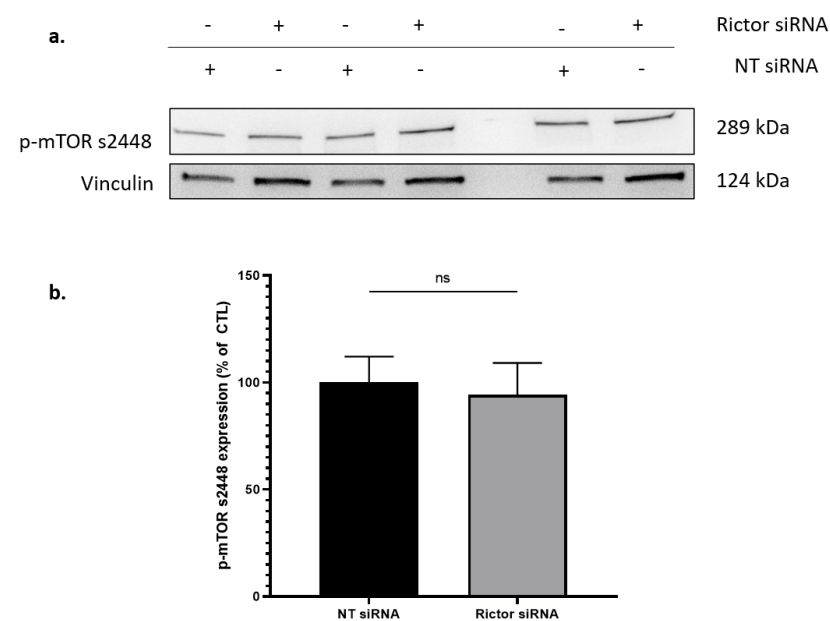 a.
- + - + - + Rictor siRNA
+ - + - + - NT siRNA
p-mTOR s2448 289 kDa
Vinculin 124 kDa
b.
ns
p-mTOR s2448 expression (% of CTL)
150
100
50
0
NT siRNA Rictor siRNA